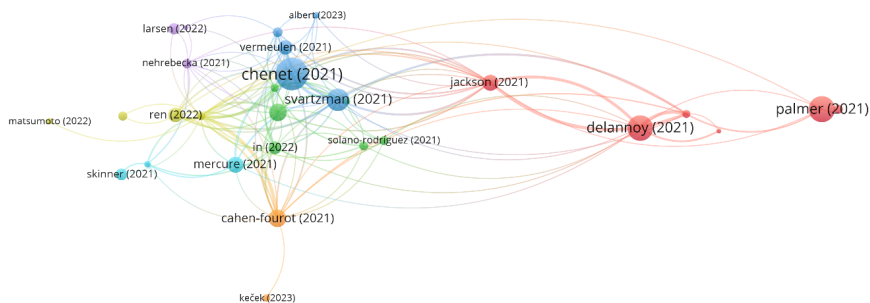 albert (2023)
larsen (2022)
vermeulen (2021)
nehrebecka (2021)
chenet (2021)
jackson (2021)
svartzman (2021)
palmer (2021)
ren (2022)
matsumoto (2022)
delannoy (2021)
solano-rodríguez (2021)
in (2022)
mercure (2021)
skinner (2021)
cahen-fourot (2021)
keček (2023)